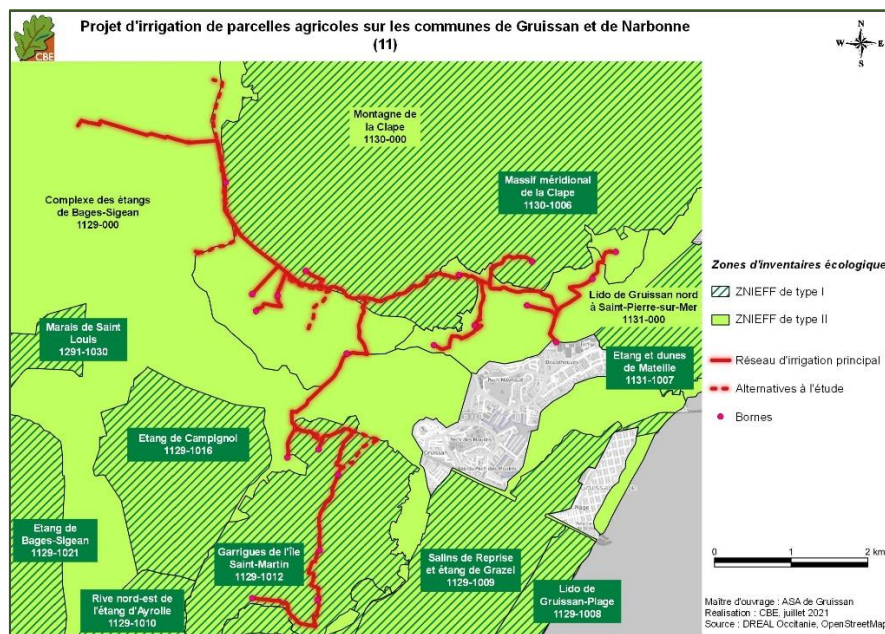 Projet d'irrigation de parcelles agricoles sur les communes de Gruissan et de Narbonne
(11)
CBE
N
W E
S
Montagne de
la Clape
1130-000
Massif méridional
de la Clape
1130-1006
Complexe des étangs
de Bages-Sigean
1129-000
Lido de Gruissan nord
à Saint-Pierre-sur-Mer
1131-000
Marais de Saint
Louis
1291-1030
Etang et dunes
de Mateille
1131-1007
Etang de Campignol
1129-1016
Gruissan
Etang de
Bages-Sigean
1129-1021
Garrigues de l'île
Saint-Martin
1129-1012
Salins de Reprise
et étang de Grazel
1129-1009
Rive nord-est de
l'étang d'Ayrolle
1129-1010
Lido de
Gruissan-Plage
1129-1008
Zones d'inventaires écologique
ZNIEFF de type I
ZNIEFF de type II
Réseau d'irrigation principal
Alternatives à l'étude
Bornes
0 1 2 km
Maître d'ouvrage : ASA de Gruissan
Réalisation : CBE, juillet 2021
Source : DREAL Occitanie, OpenStreetMap